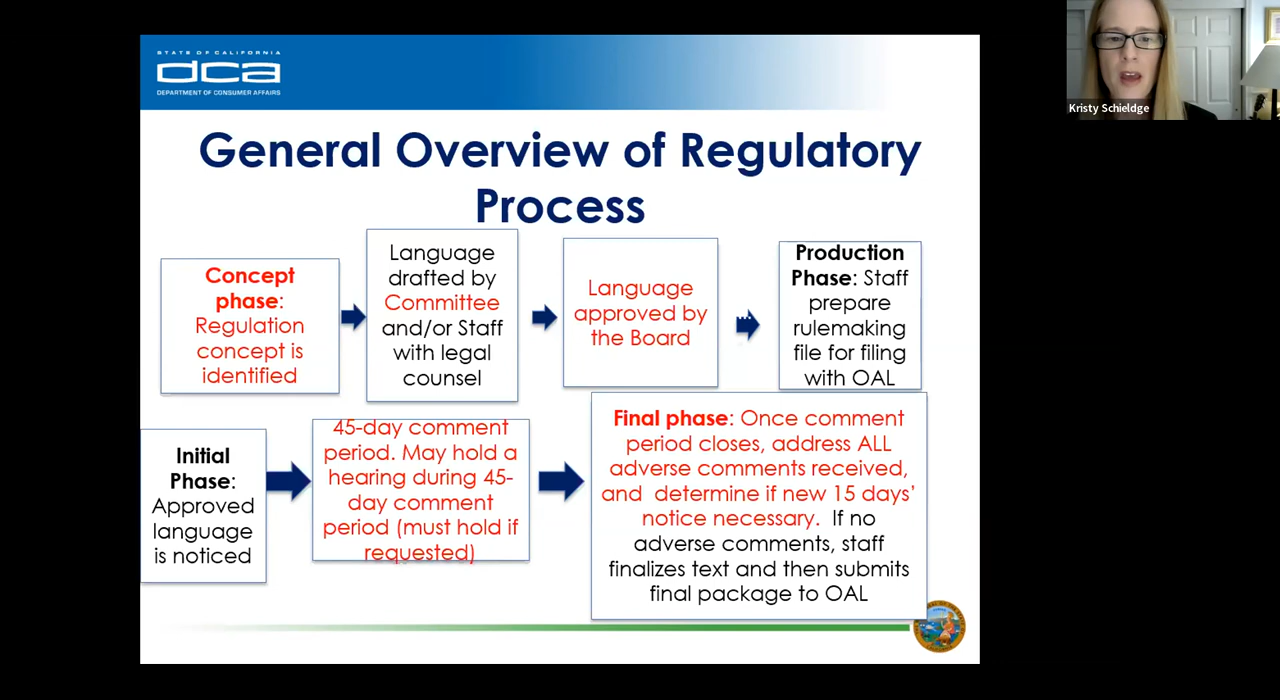 STATE OF CALIFORNIA
dca
DEPARTMENT OF CONSUMER AFFAIRS
Kristy Schieldge
General Overview of Regulatory
Process
Concept
phase:
Regulation
concept is
identified
Language
drafted by
Committee
and/or Staff
with legal
counsel
Language
approved by
the Board
Production
Phase: Staff
prepare
rulemaking
file for filing
with OAL
Initial
Phase:
Approved
language
is noticed
45-day comment
period. May hold a
hearing during 45-
day comment
period (must hold if
requested)
Final phase: Once comment
period closes, address ALL
adverse comments received,
and determine if new 15 days'
notice necessary. If no
adverse comments, staff
finalizes text and then submits
final package to OAL